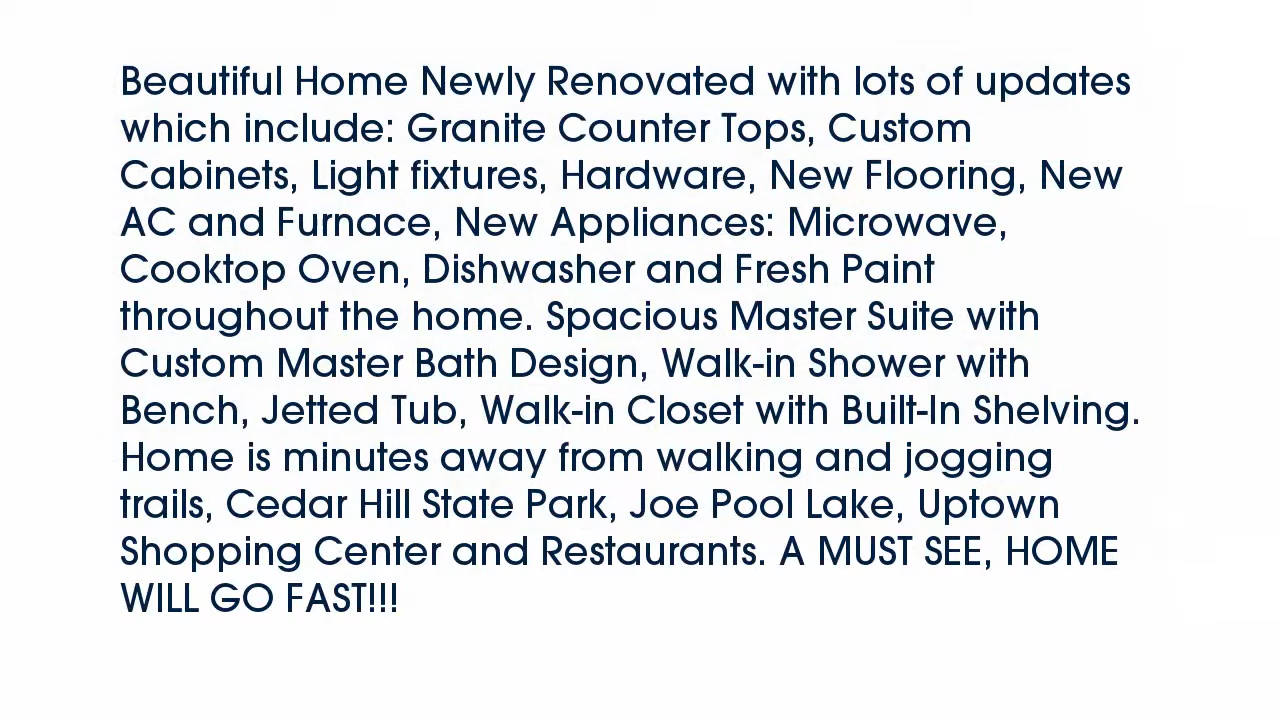 Beautiful Home Newly Renovated with lots of updates
which include: Granite Counter Tops, Custom
Cabinets, Light fixtures, Hardware, New Flooring, New
AC and Furnace, New Appliances: Microwave,
Cooktop Oven, Dishwasher and Fresh Paint
throughout the home. Spacious Master Suite with
Custom Master Bath Design, Walk-in Shower with
Bench, Jetted Tub, Walk-in Closet with Built-In Shelving.
Home is minutes away from walking and jogging
trails, Cedar Hill State Park, Joe Pool Lake, Uptown
Shopping Center and Restaurants. A MUST SEE, HOME
WILL GO FAST!!!